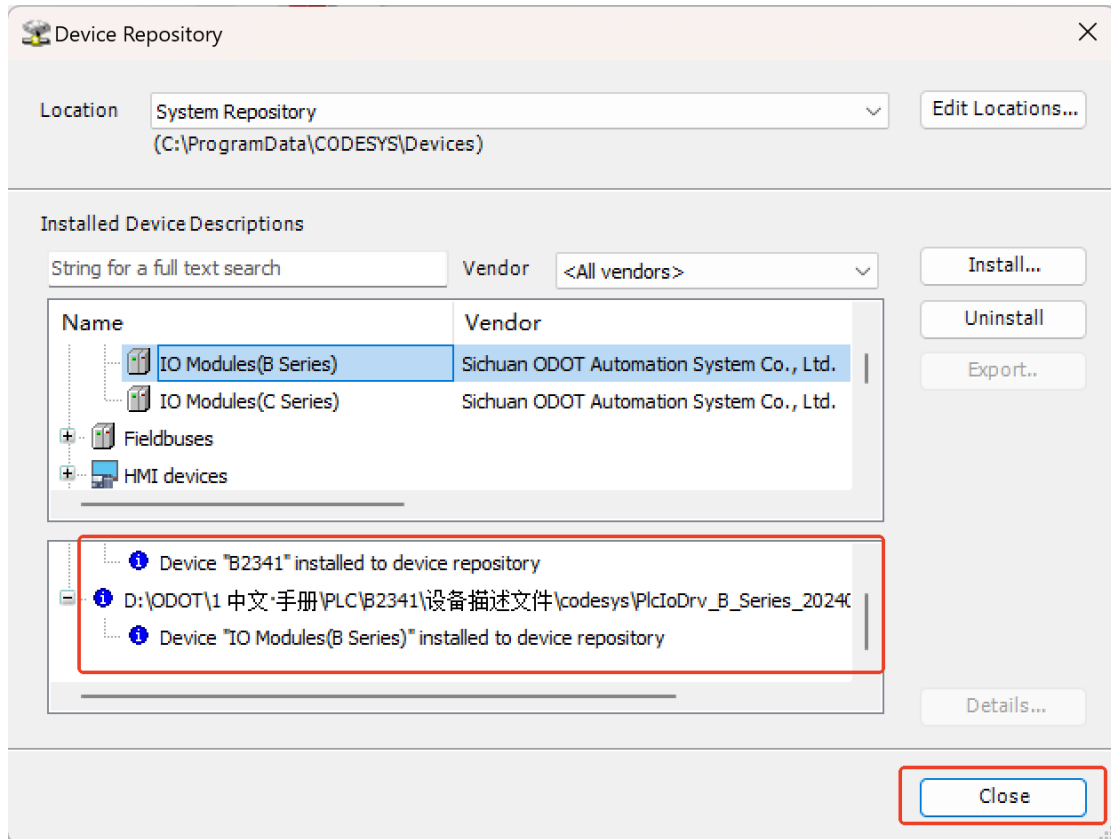 Device Repository
Location
System Repository
Edit Locations...
(C:\ProgramData\CODESYS\Devices)
Installed Device Descriptions
String for a full text search
Vendor
<All vendors>
Install...
Name
Vendor
Uninstall
IO Modules(B Series)
Sichuan ODOT Automation System Co., Ltd.
Export..
IO Modules(C Series)
Sichuan ODOT Automation System Co., Ltd.
Fieldbuses
HMI devices
Device "B2341" installed to device repository
D:\ODOT\1 中文·手册\PLC\B2341\设备描述文件\codesys\PlcIoDrv_B_Series_2024
Device "IO Modules(B Series)" installed to device repository
Details...
Close